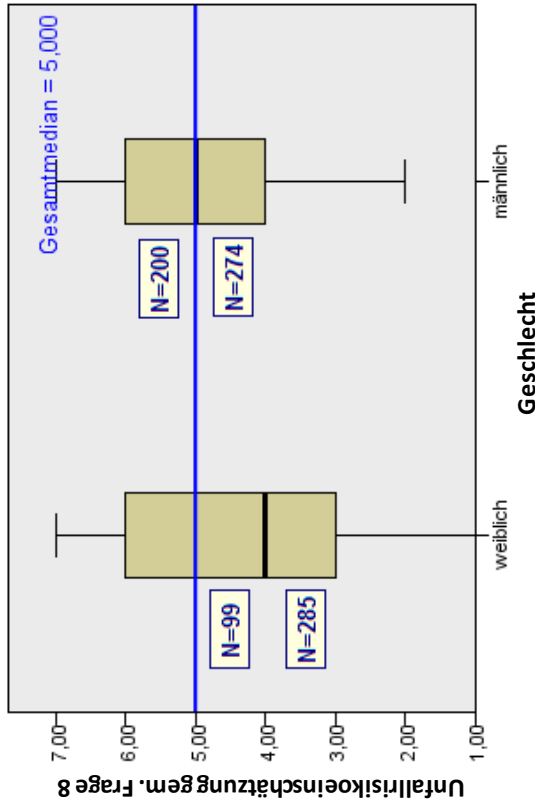 Gesamtmedian = 5,000
Unfallrisikoeinschätzung gem. Frage 8
7,00
6,00
5,00
4,00
3,00
2,00
1,00
N=99
N=285
N=200
N=274
weiblich
männlich
Geschlecht